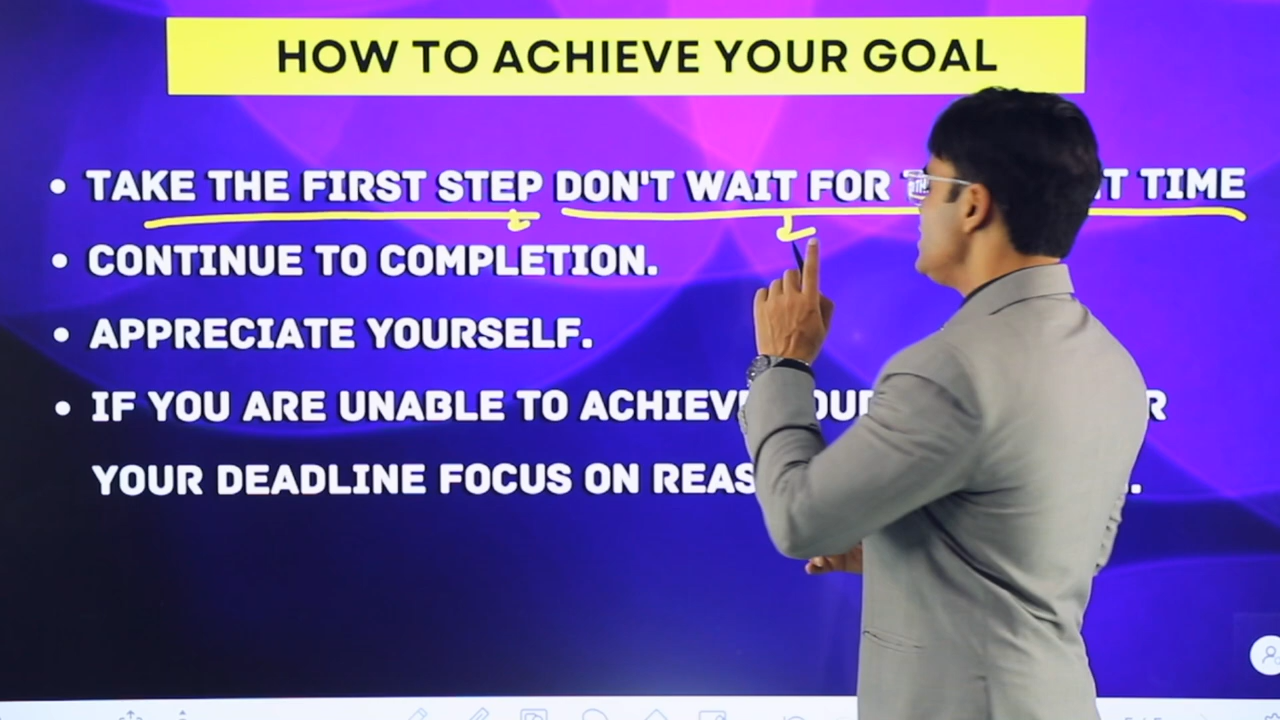 HOW TO ACHIEVE YOUR GOAL
• TAKE THE FIRST STEP DON'T WAIT FOR TIME
• CONTINUE TO COMPLETION.
• APPRECIATE YOURSELF.
• IF YOU ARE UNABLE TO ACHIEVE
YOUR DEADLINE FOCUS ON